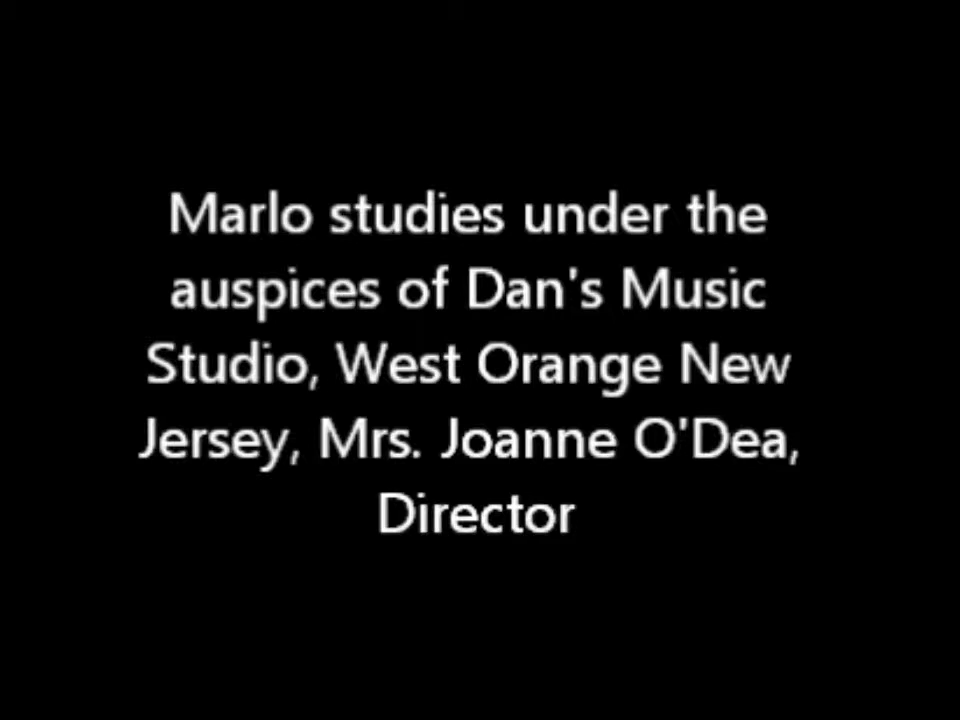 Marlo studies under the
auspices of Dan's Music
Studio, West Orange New
Jersey, Mrs. Joanne O'Dea,
Director